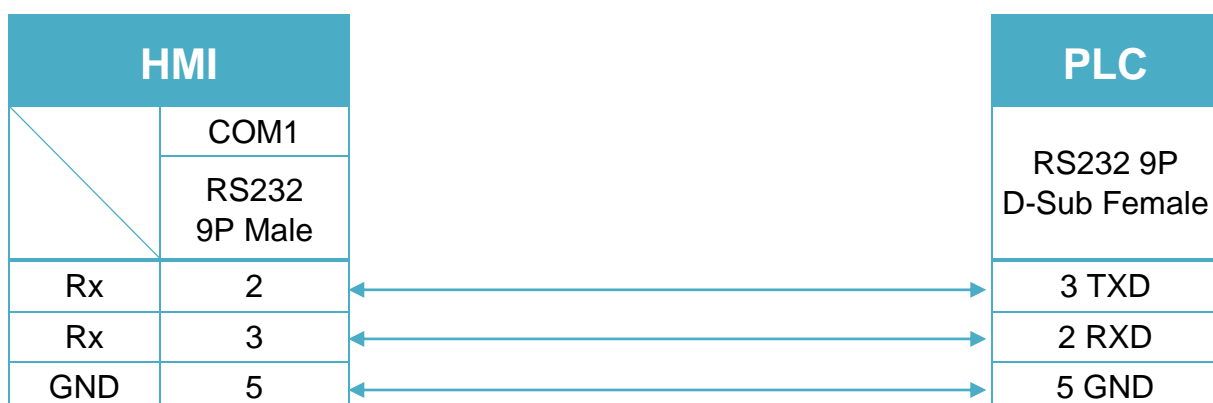 HMI PLC
COM1
RS232
9P Male
RS232 9P
D-Sub Female
Rx 2 3 TXD
Rx 3 2 RXD
GND 5 5 GND